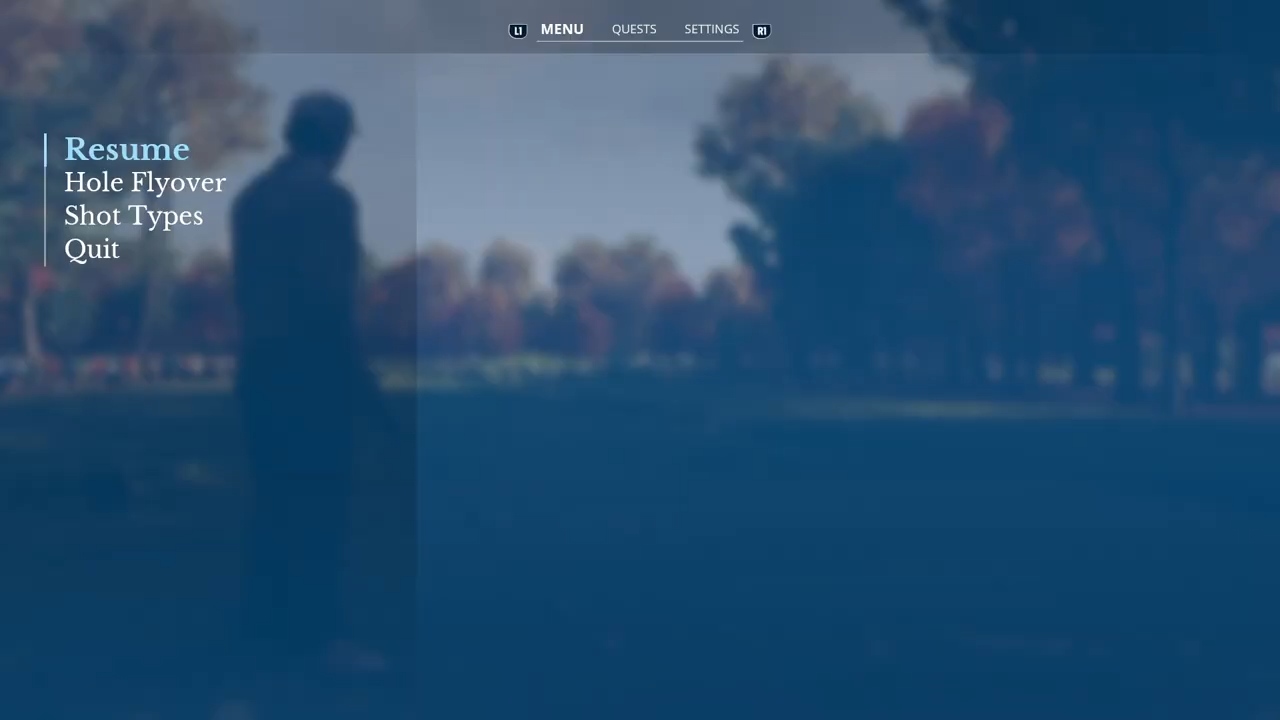 L1 MENU QUESTS SETTINGS R1
Resume
Hole Flyover
Shot Types
Quit